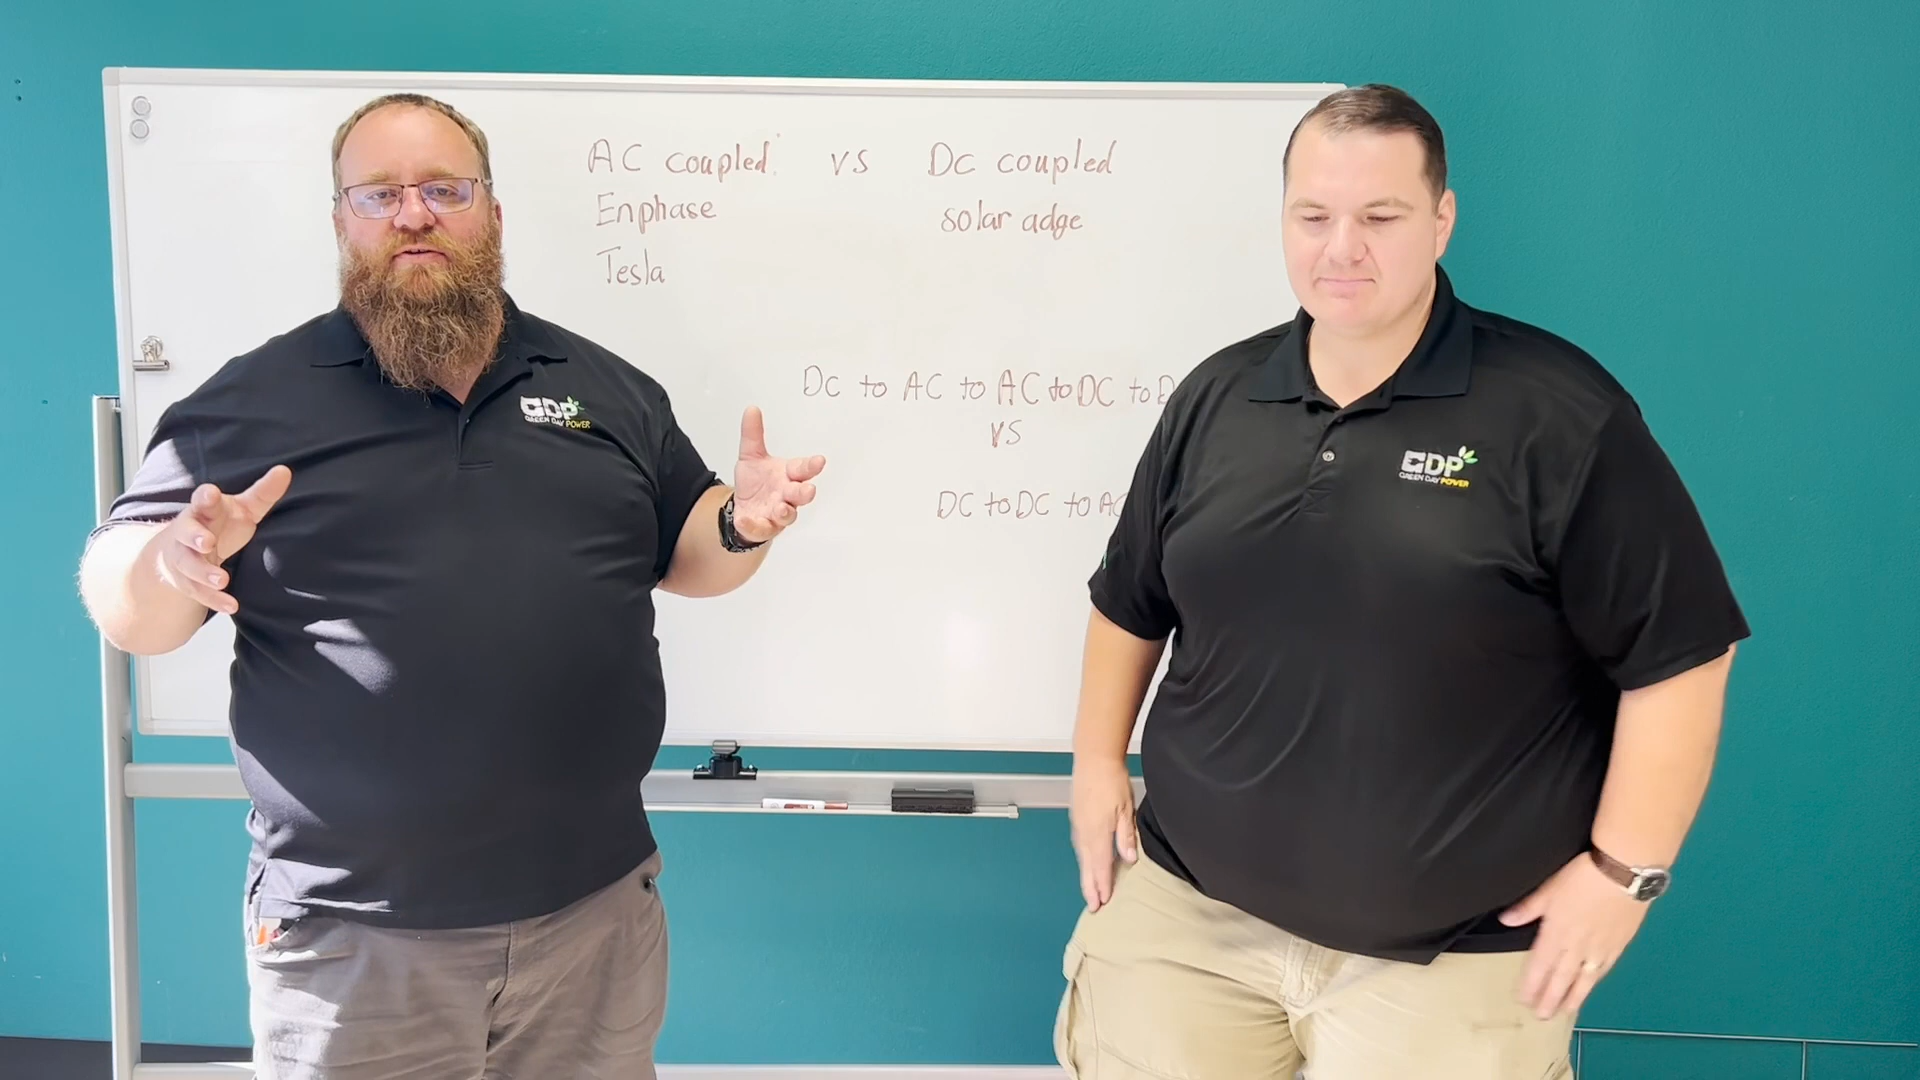 AC coupled vs DC coupled
Enphase
solar adge
Tesla
DC to AC to AC to DC to
VS
DC to DC to AC
GDP
GREEN DAY POWER
GDP
GREEN DAY POWER